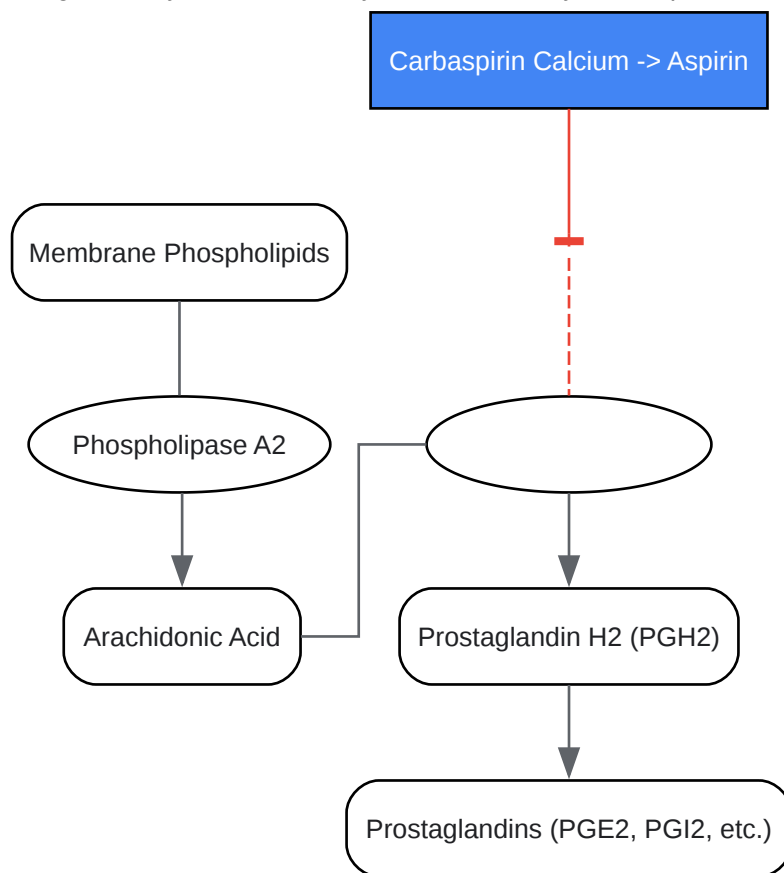 Carbaspirin Calcium -> Aspirin
Membrane Phospholipids
Phospholipase A2
Arachidonic Acid
Prostaglandin H2 (PGH2)
Prostaglandins (PGE2, PGI2, etc.)